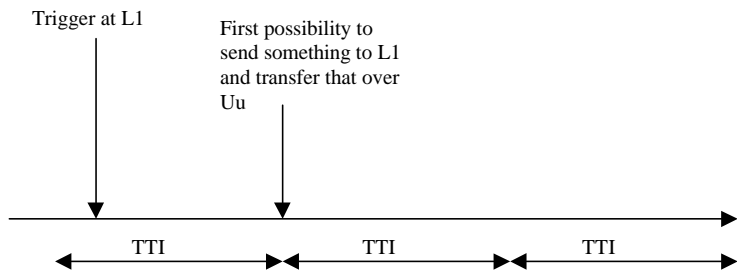 Trigger at L1
First possibility to
send something to L1
and transfer that over
Uu
TTI
TTI
TTI